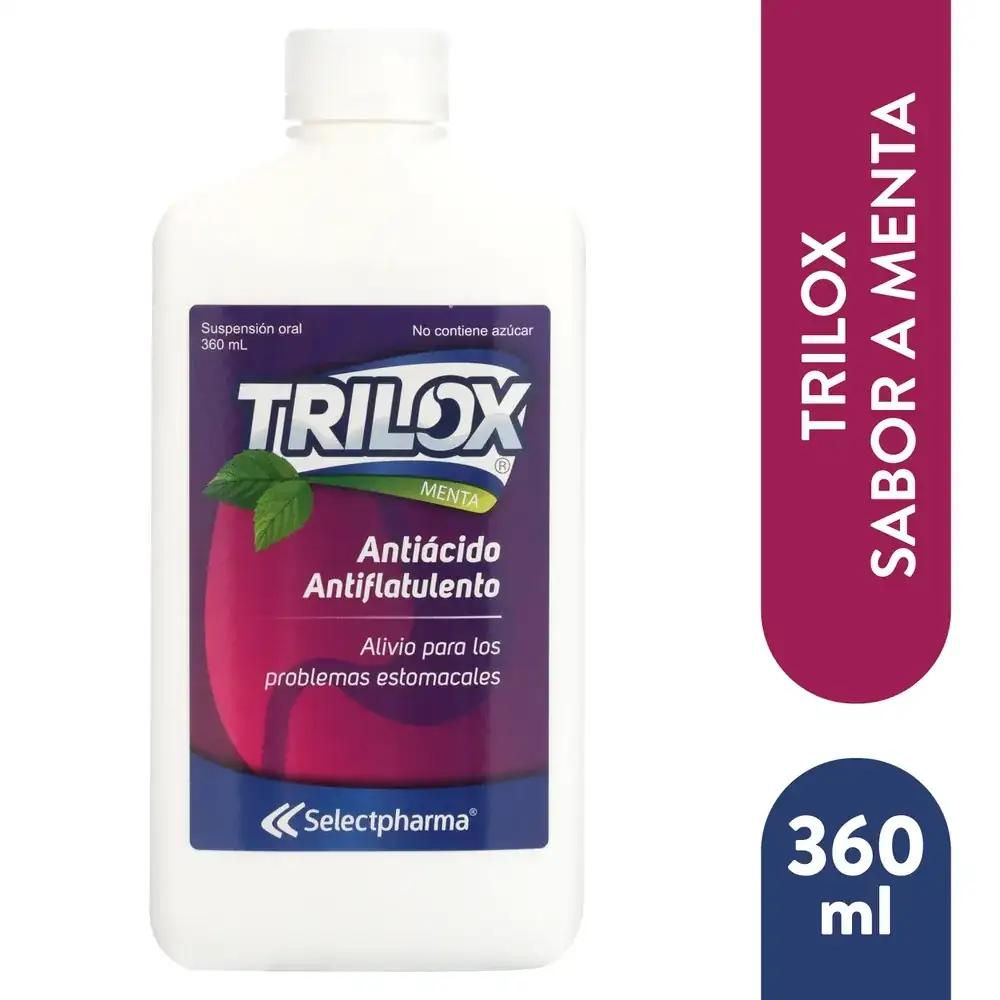 Suspensión oral
360 mL
No contiene azúcar
TRILOX
®
MENTA
Antiácido
Antiflatulento
Alivio para los
problemas estomacales
Selectpharma®
TRILOX
SABOR A MENTA
360
ml